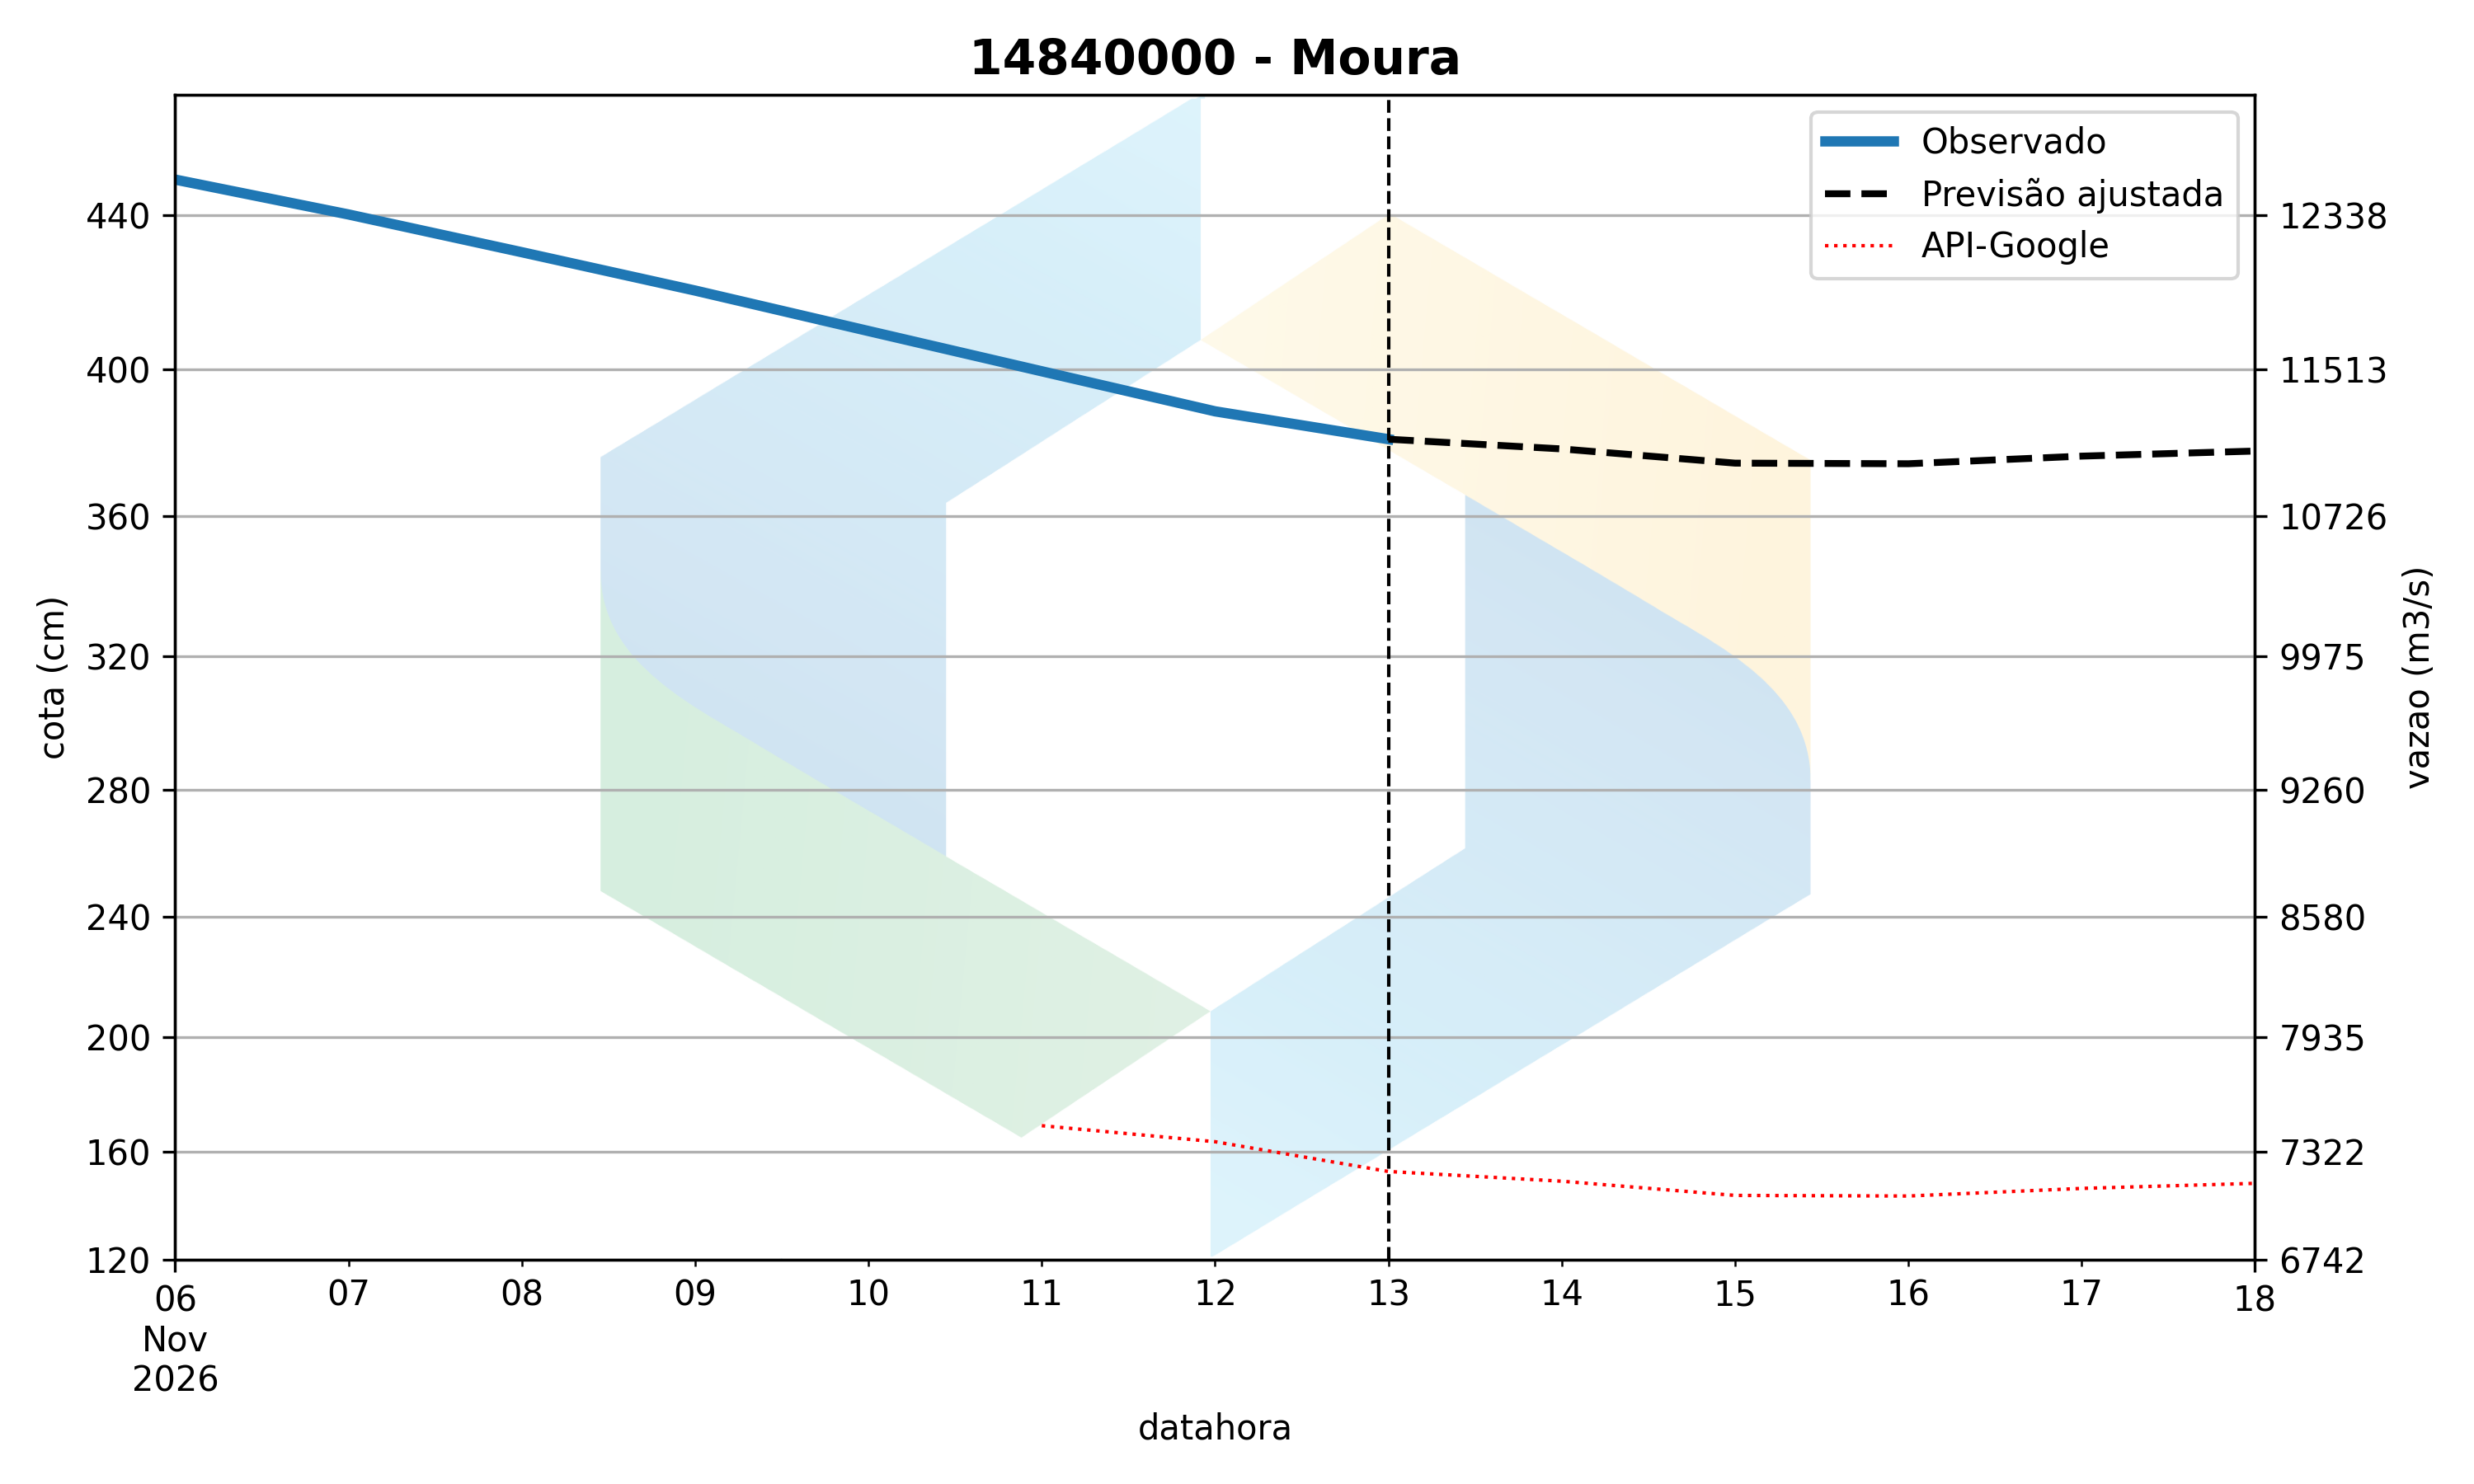 14840000 - Moura
Observado
Previsão ajustada
API-Google
440
400
360
320
280
240
200
160
120
cota (cm)
12338
11513
10726
9975
9260
8580
7935
7322
6742
vazao (m3/s)
06 07 08 09 10 11 12 13 14 15 16 17 18
Nov
2026
datahora